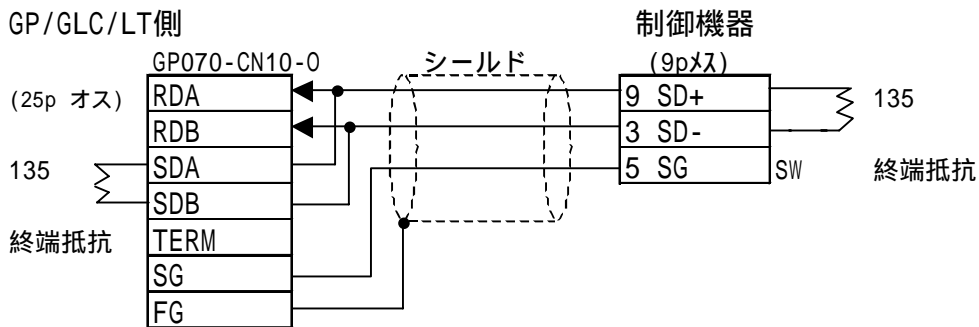 GP/GLC/LT側
制御機器
GP070-CN10-O
シールド
(9pメス)
(25p オス)
RDA
9 SD+
135
RDB
3 SD-
135
SDA
5 SG
SW
終端抵抗
SDB
終端抵抗
TERM
SG
FG